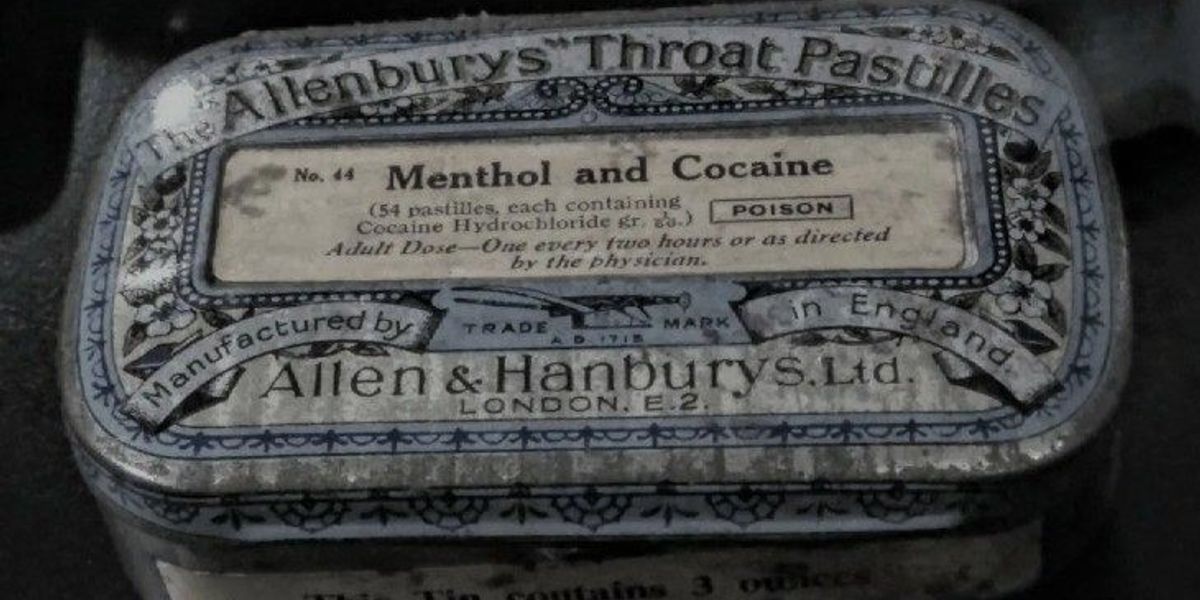 The "Allenburys" Throat Pastilles
No. 44 Menthol and Cocaine
(54 pastilles, each containing
Cocaine Hydrochloride gr.
POISON
Adult Dose—One every two hours or as directed
by the physician.
Manufactured by
TRADE MARK
A.D. 1715
in England.
Allen & Hanburys.Ltd.
LONDON. E.2.
This Tin contains 3 ounces